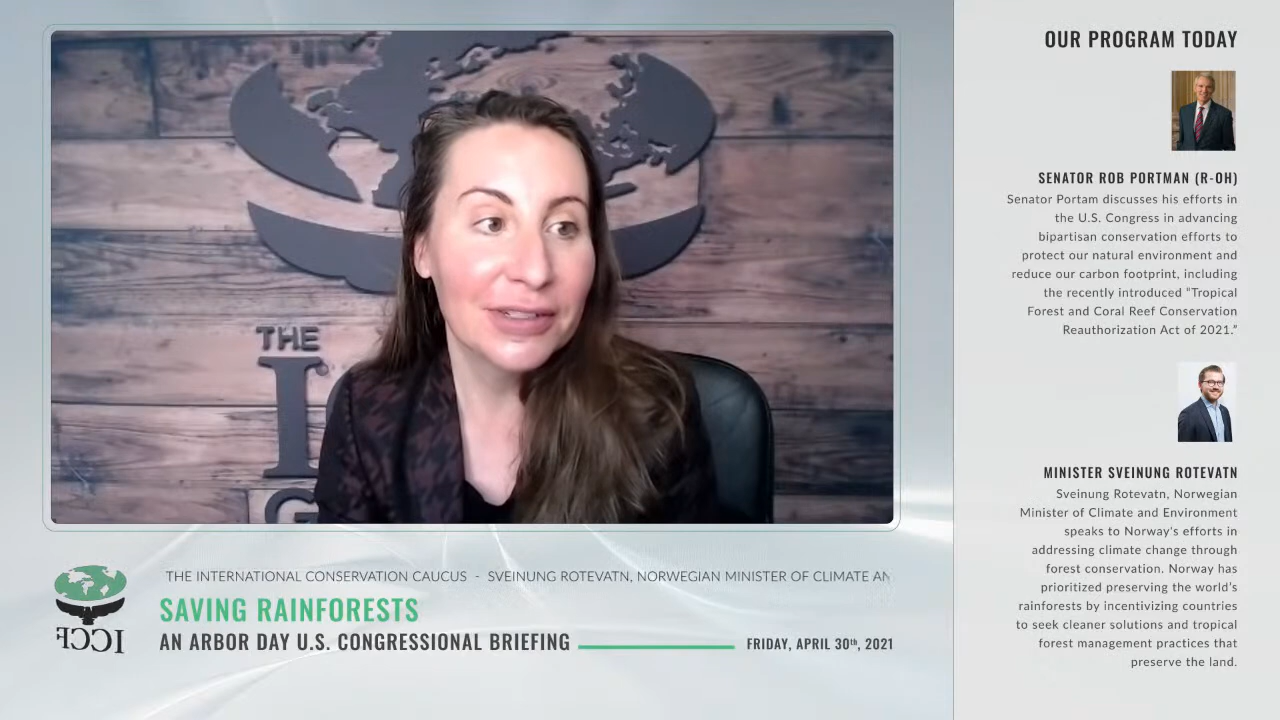 THE
I
G
THE INTERNATIONAL CONSERVATION CAUCUS - SVEINUNG ROTEVATN, NORWEGIAN MINISTER OF CLIMATE AN
SAVING RAINFORESTS
AN ARBOR DAY U.S. CONGRESSIONAL BRIEFING
FRIDAY, APRIL 30th, 2021
ICCF
OUR PROGRAM TODAY
SENATOR ROB PORTMAN (R-OH)
Senator Portam discusses his efforts in
the U.S. Congress in advancing
bipartisan conservation efforts to
protect our natural environment and
reduce our carbon footprint, including
the recently introduced “Tropical
Forest and Coral Reef Conservation
Reauthorization Act of 2021.”
MINISTER SVEINUNG ROTEVATN
Sveinung Rotevatn, Norwegian
Minister of Climate and Environment
speaks to Norway's efforts in
addressing climate change through
forest conservation. Norway has
prioritized preserving the world’s
rainforests by incentivizing countries
to seek cleaner solutions and tropical
forest management practices that
preserve the land.